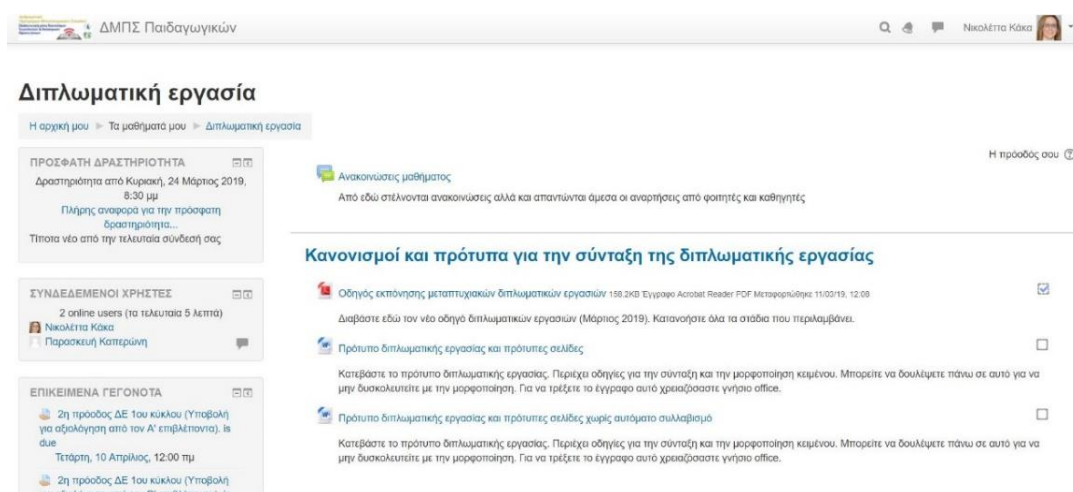 ΔΜΠΣ Παιδαγωγικών
Νικολέττα Κάκα
Διπλωματική εργασία
Η αρχική μου ► Τα μαθήματά μου ► Διπλωματική εργασία
ΠΡΟΣΦΑΤΗ ΔΡΑΣΤΗΡΙΟΤΗΤΑ
Δραστηριότητα από Κυριακή, 24 Μάρτιος 2019,
8:30 μμ
Πλήρης αναφορά για την πρόσφατη
δραστηριότητα...
Τίποτα νέο από την τελευταία σύνδεσή σας
ΣΥΝΔΕΔΕΜΕΝΟΙ ΧΡΗΣΤΕΣ
2 online users (τα τελευταία 5 λεπτά)
Νικολέττα Κάκα
Παρασκευή Καπερώνη
ΕΠΙΚΕΙΜΕΝΑ ΓΕΓΟΝΟΤΑ
2η πρόοδος ΔΕ 1ου κύκλου (Υποβολή
για αξιολόγηση από τον Α' επιβλέποντα). is
due
Τετάρτη, 10 Απρίλιος, 12:00 πμ
2η πρόοδος ΔΕ 1ου κύκλου (Υποβολή
Η πρόοδός σου
Ανακοινώσεις μαθήματος
Από εδώ στέλνονται ανακοινώσεις αλλά και απαντώνται άμεσα οι αναρτήσεις από φοιτητές και καθηγητές
Κανονισμοί και πρότυπα για την σύνταξη της διπλωματικής εργασίας
Οδηγός εκπόνησης μεταπτυχιακών διπλωματικών εργασιών 158.2KB Έγγραφο Acrobat Reader PDF Μεταφορτώθηκε 11/03/19, 12:08
Διαβάστε εδώ τον νέο οδηγό διπλωματικών εργασιών (Μάρτιος 2019). Κατανοήστε όλα τα στάδια που περιλαμβάνει.
Πρότυπο διπλωματικής εργασίας και πρότυπες σελίδες
Κατεβάστε το πρότυπο διπλωματικής εργασίας. Περιέχει οδηγίες για την σύνταξη και την μορφοποίηση κειμένου. Μπορείτε να δουλέψετε πάνω σε αυτό για να
μην δυσκολευτείτε με την μορφοποίηση. Για να τρέξετε το έγγραφο αυτό χρειαζόσαστε γνήσιο office.
Πρότυπο διπλωματικής εργασίας και πρότυπες σελίδες χωρίς αυτόματο συλλαβισμό
Κατεβάστε το πρότυπο διπλωματικής εργασίας. Περιέχει οδηγίες για την σύνταξη και την μορφοποίηση κειμένου. Μπορείτε να δουλέψετε πάνω σε αυτό για να
μην δυσκολευτείτε με την μορφοποίηση. Για να τρέξετε το έγγραφο αυτό χρειαζόσαστε γνήσιο office.